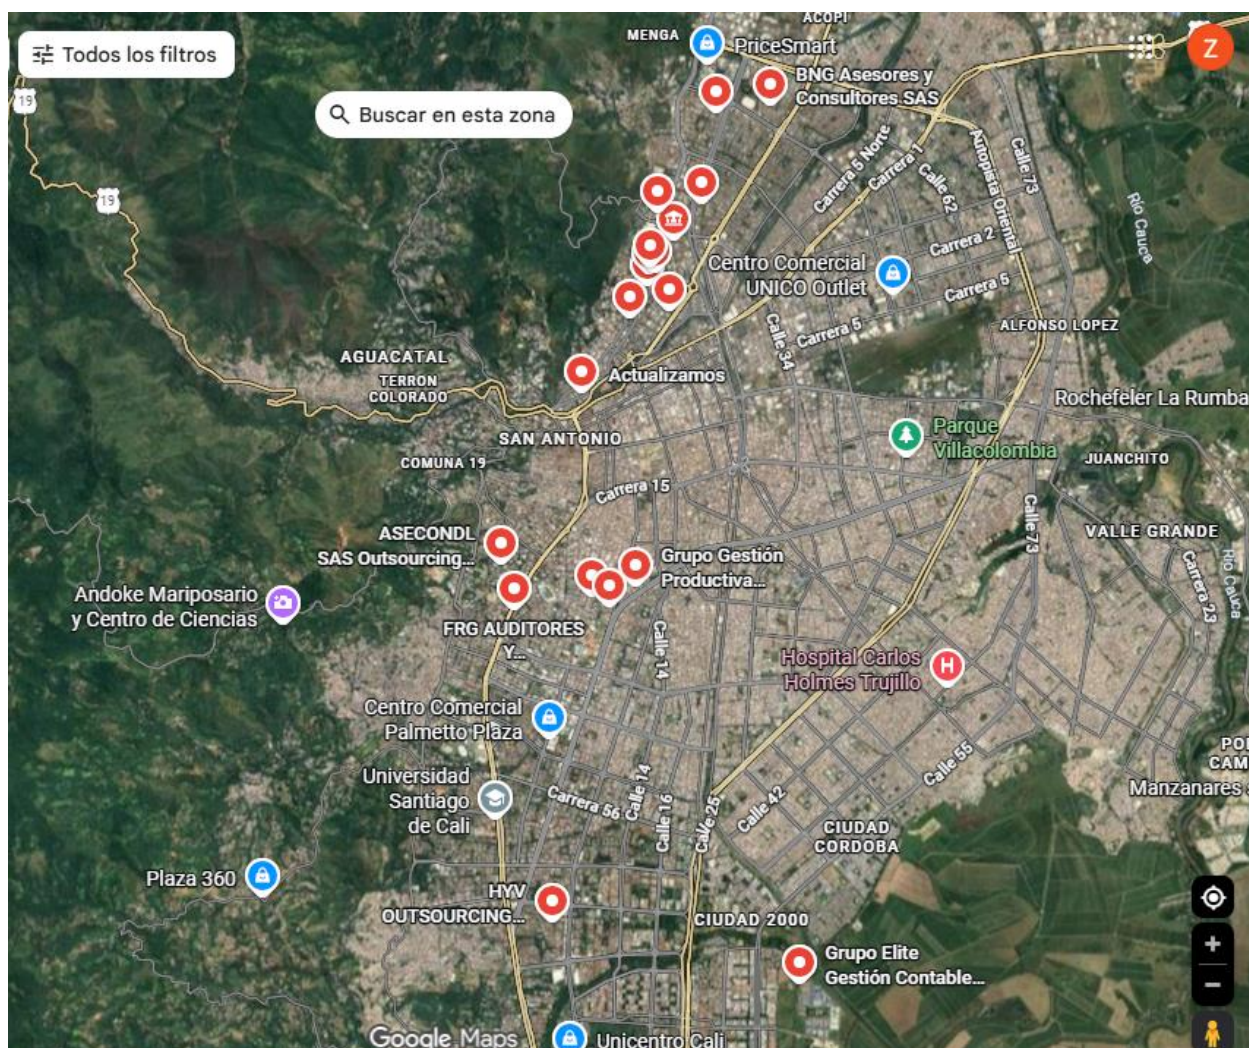 ACOPI
MENGA
PriceSmart
Todos los filtros
Z
BNG Asesores y
Consultores SAS
19
Buscar en esta zona
Carrera 5 Norte
Carrera 1
Calle 62
Autopista Oriental
Calle 73
19
Río Cauca
Carrera 2
Centro Comercial
UNICO Outlet
Carrera 5
Carrera 5
Calle 34
ALFONSO LOPEZ
AGUACATAL
TERRON
COLORADO
Actualizamos
Rochefeler La Rumba
SAN ANTONIO
Parque
Villacolombia
COMUNA 19
JUANCHITO
Carrera 15
ASECONDL
SAS Outsourcing...
Calle 73
VALLE GRANDE
Grupo Gestión
Productiva...
Río Cauca
Carrera 23
Andoke Mariposario
y Centro de Ciencias
FRG AUDITORES
Y...
Calle 14
Hospital Carlos
Holmes Trujillo
H
Centro Comercial
Palmetto Plaza
Calle 55
CAM
Manzanares
Universidad
Santiago
de Cali
Carrera 56
Calle 14
Calle 16
Calle 25
Calle 42
CIUDAD
CORDOBA
Plaza 360
HYV
OUTSOURCING...
CIUDAD 2000
Grupo Elite
Gestión Contable...
Google Maps
Unicentro Cali